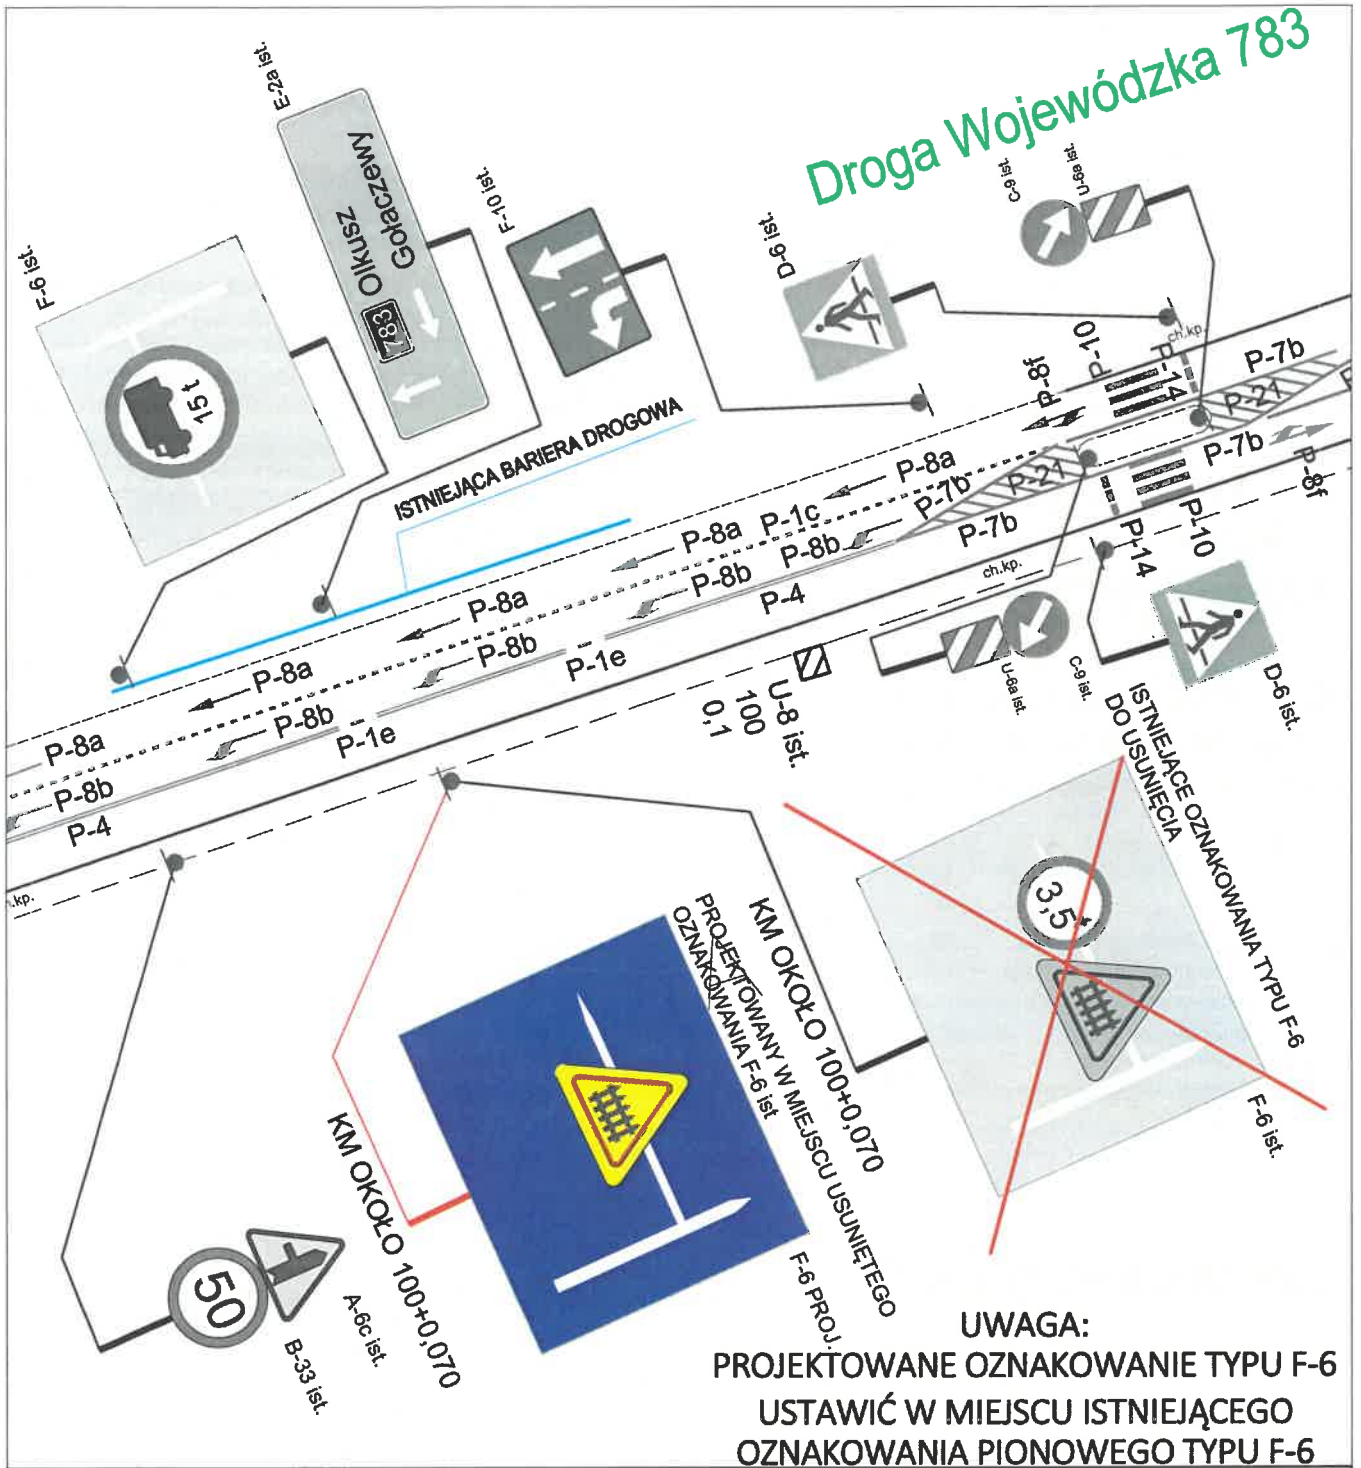 Droga Wojewódzka 783
E-2a ist.
783 Olkusz
Gołaczewy
F-6 ist.
15 t
F-10 ist.
D-6 ist.
C-9 ist.
U-6a ist.
ISTNIEJĄCA BARIERA DROGOWA
P-10
P-8f
P-14
ch.kp.
P-7b
P-21
P-7b
P-8f
P-8a
P-21
P-7b
P-7b
P-10
P-14
P-1c
P-8a
P-8b
P-8b
P-4
ch.kp.
P-8a
P-8b
P-1e
P-8a
P-8b
P-1e
P-8a
P-8b
P-4
U-8 ist.
100
0,1
U-6a ist.
C-9 ist.
D-6 ist.
ISTNIEJĄCE OZNAKOWANIA TYPU F-6
DO USUNIĘCIA
3,5 t
F-6 ist.
KM OKOŁO 100+0,070
PROJEKTOWANY W MIEJSCU USUNIĘTEGO
OZNAKOWANIA F-6 ist
F-6 PROJ.
KM OKOŁO 100+0,070
50
A-6c ist.
B-33 ist.
UWAGA:
PROJEKTOWANE OZNAKOWANIE TYPU F-6
USTAWIĆ W MIEJSCU ISTNIEJĄCEGO
OZNAKOWANIA PIONOWEGO TYPU F-6